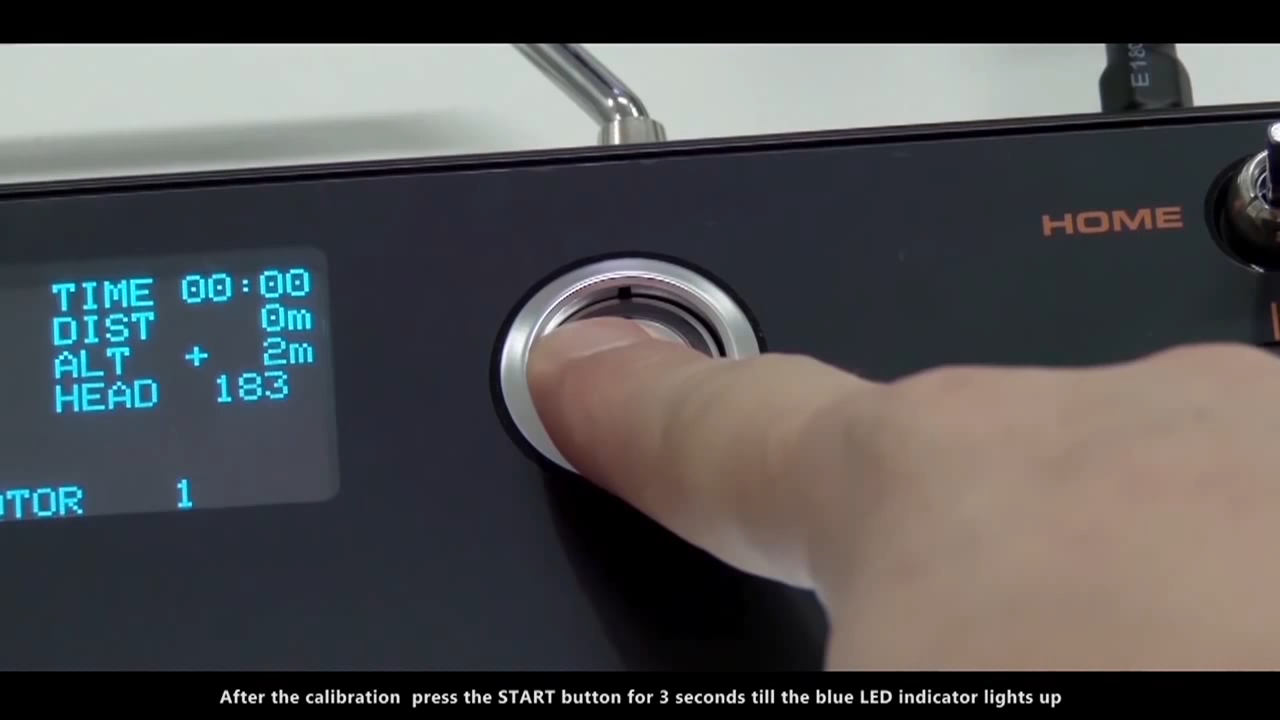 E180
HOME
TIME 00:00
DIST 0m
ALT + 2m
HEAD 183
OTOR 1
After the calibration press the START button for 3 seconds till the blue LED indicator lights up